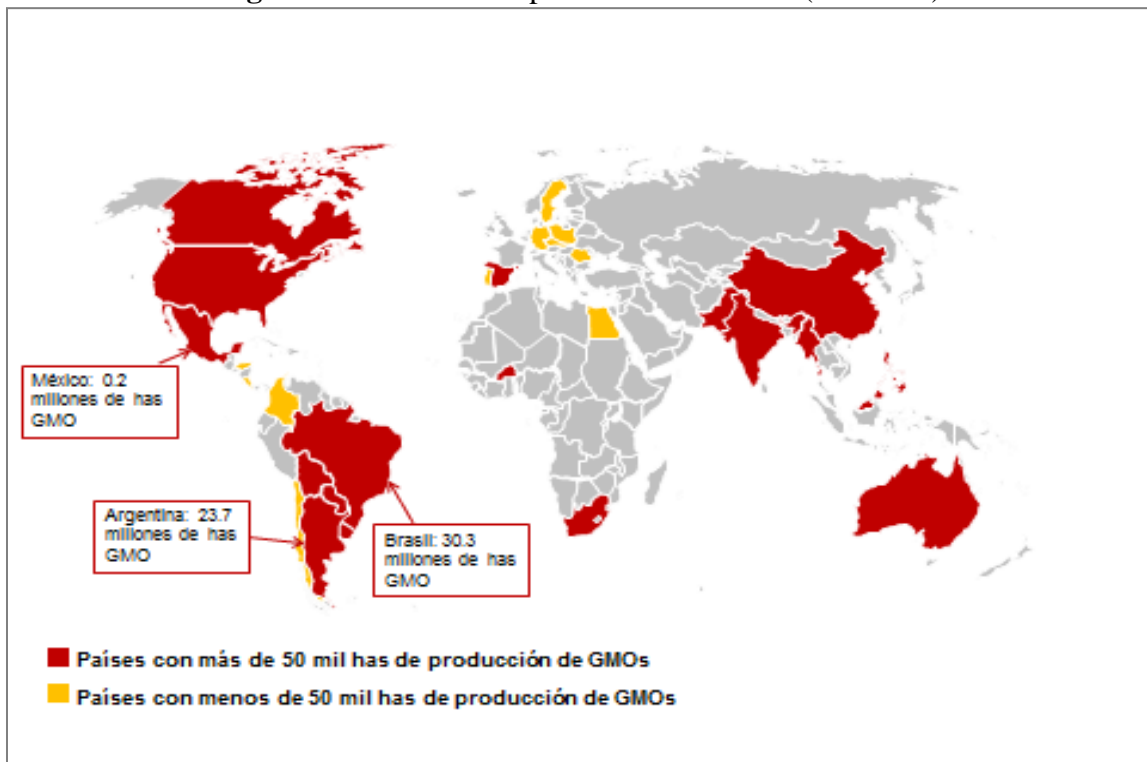 México: 0.2
millones de has
GMO
Argentina: 23.7
millones de has
GMO
Brasil: 30.3
millones de has
GMO
Países con más de 50 mil has de producción de GMOs
Países con menos de 50 mil has de producción de GMOs